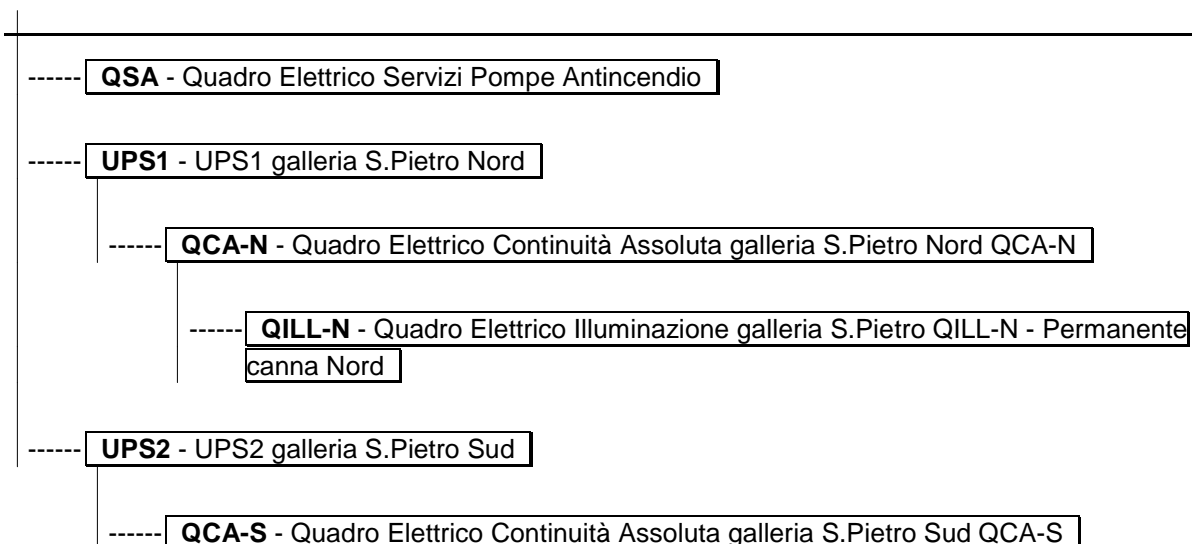 ------ QSA - Quadro Elettrico Servizi Pompe Antincendio
------ UPS1 - UPS1 galleria S.Pietro Nord
------ QCA-N - Quadro Elettrico Continuità Assoluta galleria S.Pietro Nord QCA-N
------ QILL-N - Quadro Elettrico Illuminazione galleria S.Pietro QILL-N - Permanente
canna Nord
------ UPS2 - UPS2 galleria S.Pietro Sud
------ QCA-S - Quadro Elettrico Continuità Assoluta galleria S.Pietro Sud QCA-S